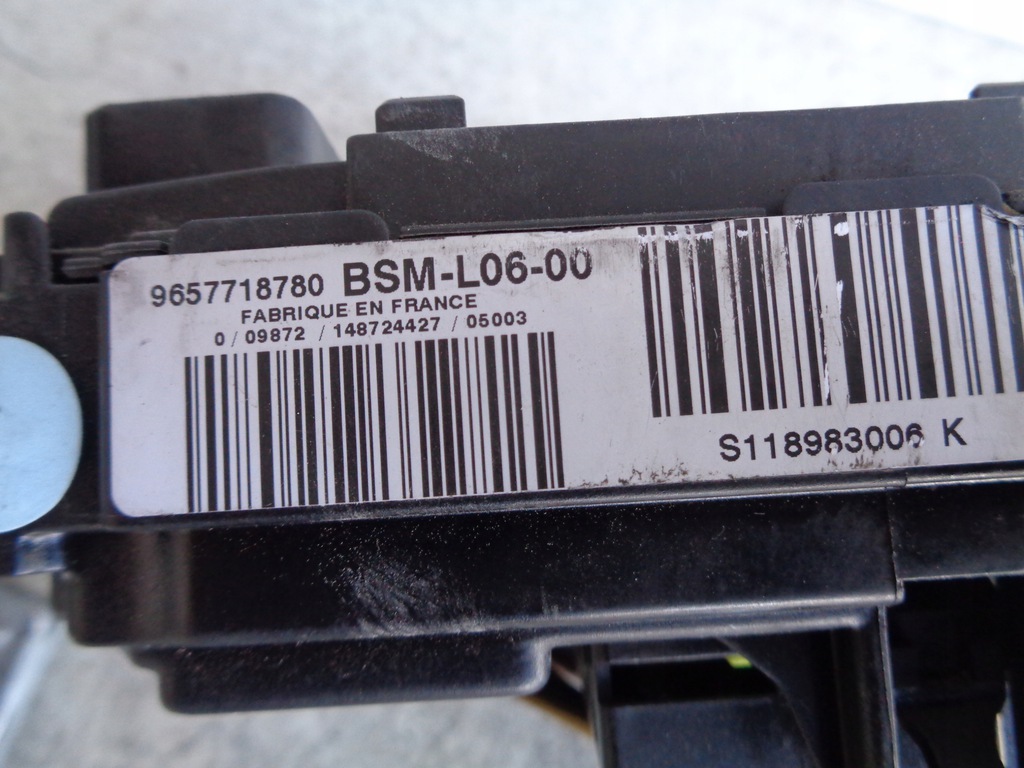 9657718780 BSM-L06-00
FABRIQUE EN FRANCE
0 / 09872 / 148724427 / 05003
S118983006 K